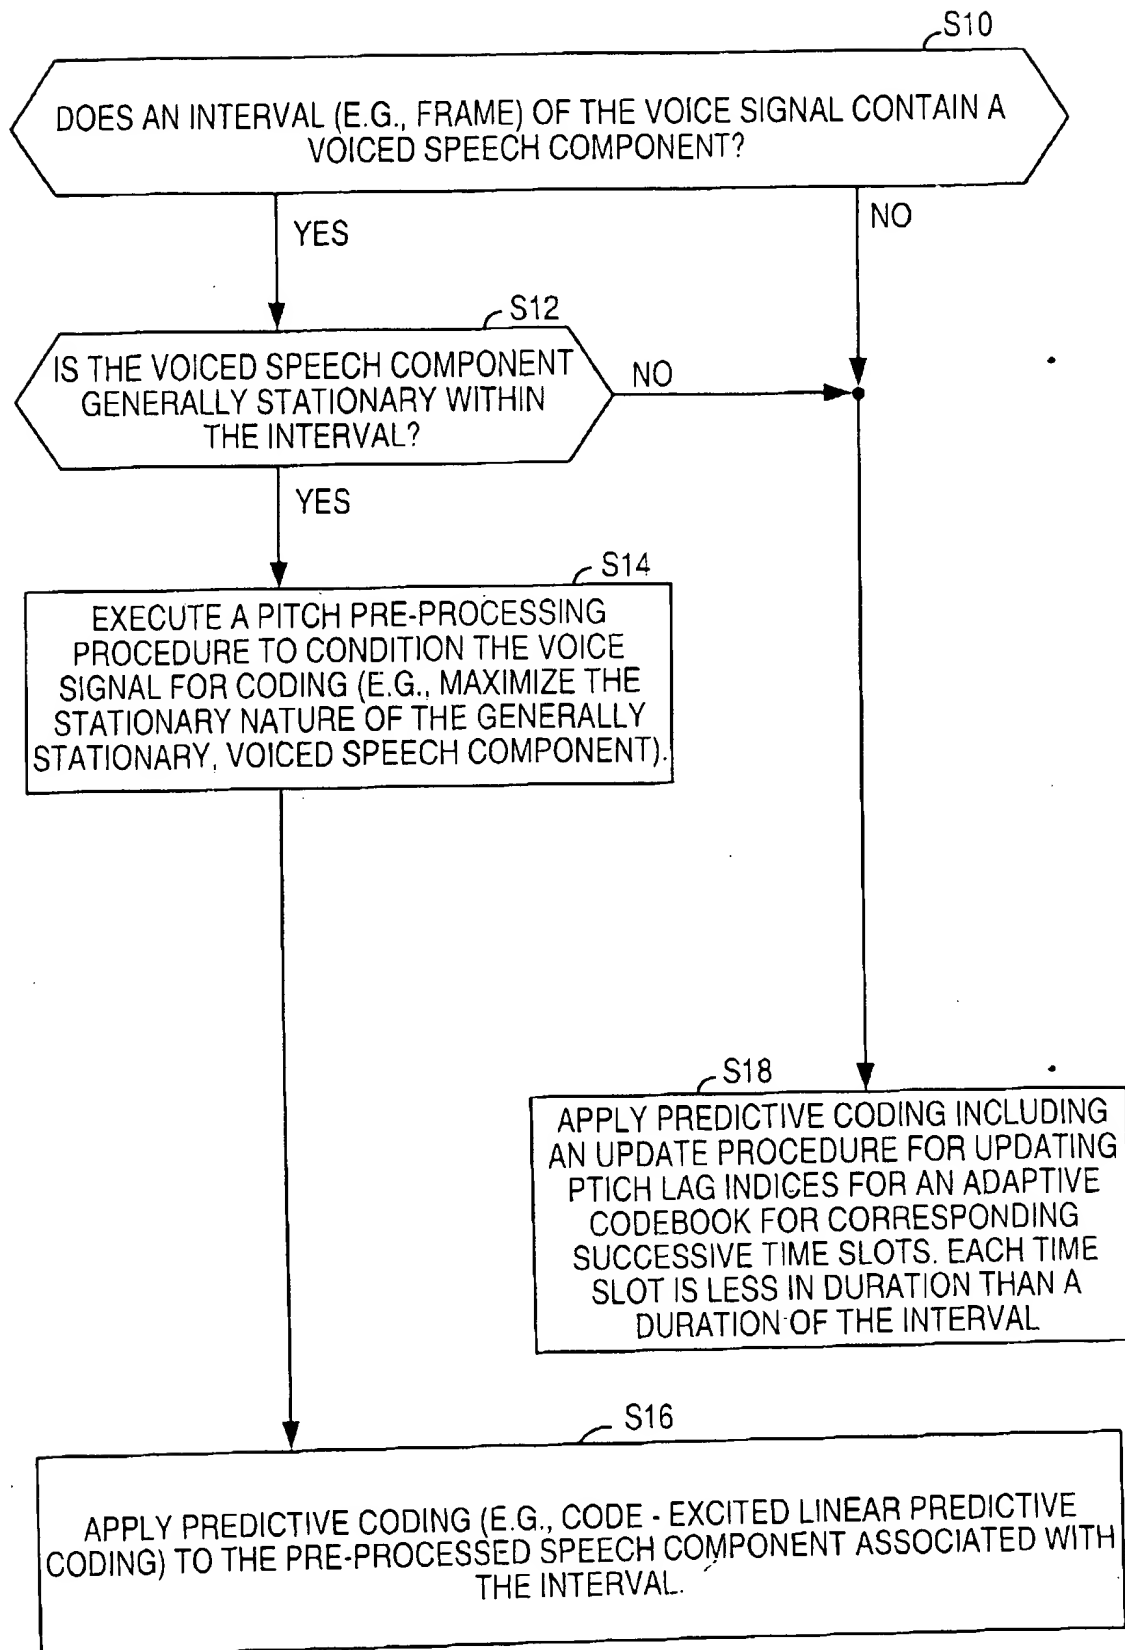 S10
DOES AN INTERVAL (E.G., FRAME) OF THE VOICE SIGNAL CONTAIN A
VOICED SPEECH COMPONENT?
YES
NO
S12
IS THE VOICED SPEECH COMPONENT
GENERALLY STATIONARY WITHIN
THE INTERVAL?
NO
YES
S14
EXECUTE A PITCH PRE-PROCESSING
PROCEDURE TO CONDITION THE VOICE
SIGNAL FOR CODING (E.G., MAXIMIZE THE
STATIONARY NATURE OF THE GENERALLY
STATIONARY, VOICED SPEECH COMPONENT).
S18
APPLY PREDICTIVE CODING INCLUDING
AN UPDATE PROCEDURE FOR UPDATING
PTICH LAG INDICES FOR AN ADAPTIVE
CODEBOOK FOR CORRESPONDING
SUCCESSIVE TIME SLOTS. EACH TIME
SLOT IS LESS IN DURATION THAN A
DURATION OF THE INTERVAL
S16
APPLY PREDICTIVE CODING (E.G., CODE - EXCITED LINEAR PREDICTIVE
CODING) TO THE PRE-PROCESSED SPEECH COMPONENT ASSOCIATED WITH
THE INTERVAL.